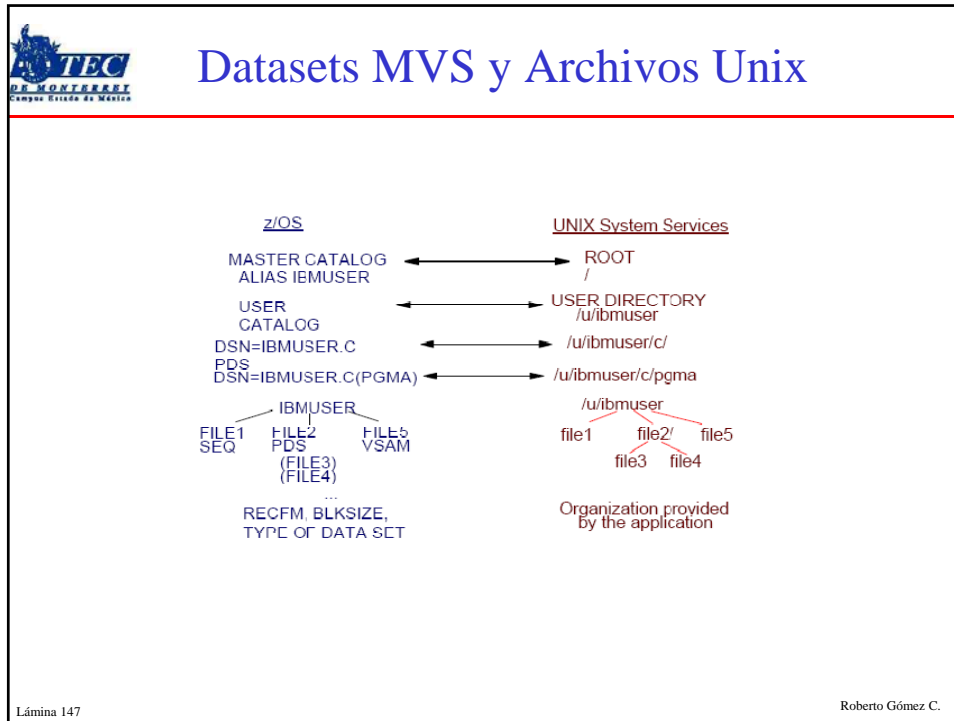 TEC
DE MONTERREY
Campus Estado de México
Datasets MVS y Archivos Unix
z/OS
MASTER CATALOG
ALIAS IBMUSER
USER
CATALOG
DSN=IBMUSER.C
PDS
DSN=IBMUSER.C(PGMA)
IBMUSER
FILE1 FILE2 FILE5
SEQ PDS VSAM
(FILE3)
(FILE4)
...
RECFM, BLKSIZE,
TYPE OF DATA SET
UNIX System Services
ROOT
/
USER DIRECTORY
/u/ibmuser
/u/ibmuser/c/
/u/ibmuser/c/pgma
/u/ibmuser
file1 file2/ file5
file3 file4
Organization provided
by the application
Lámina 147
Roberto Gómez C.